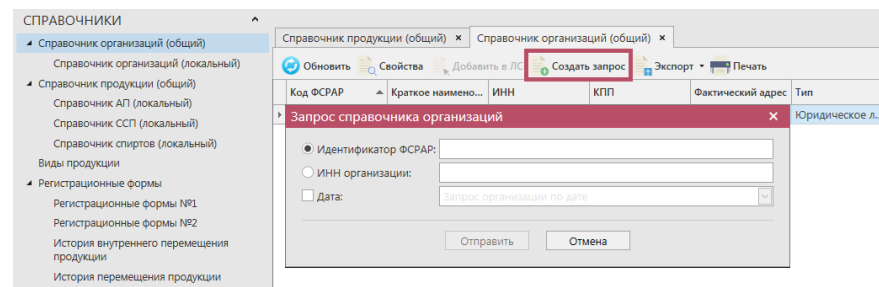 СПРАВОЧНИКИ
Справочник организаций (общий)
Справочник организаций (локальный)
Справочник продукции (общий)
Справочник АП (локальный)
Справочник ССП (локальный)
Справочник спиртов (локальный)
Виды продукции
Регистрационные формы
Регистрационные формы №1
Регистрационные формы №2
История внутреннего перемещения
продукции
История перемещения продукции
Справочник продукции (общий) × Справочник организаций (общий) ×
Обновить Свойства Добавить в ЛС Создать запрос Экспорт Печать
Код ФСРАР Краткое наимено... ИНН КПП Фактический адрес Тип
Юридическое л...
Запрос справочника организаций ×
Идентификатор ФСРАР:
ИНН организации:
Дата: Запрос организации по дате
Отправить Отмена